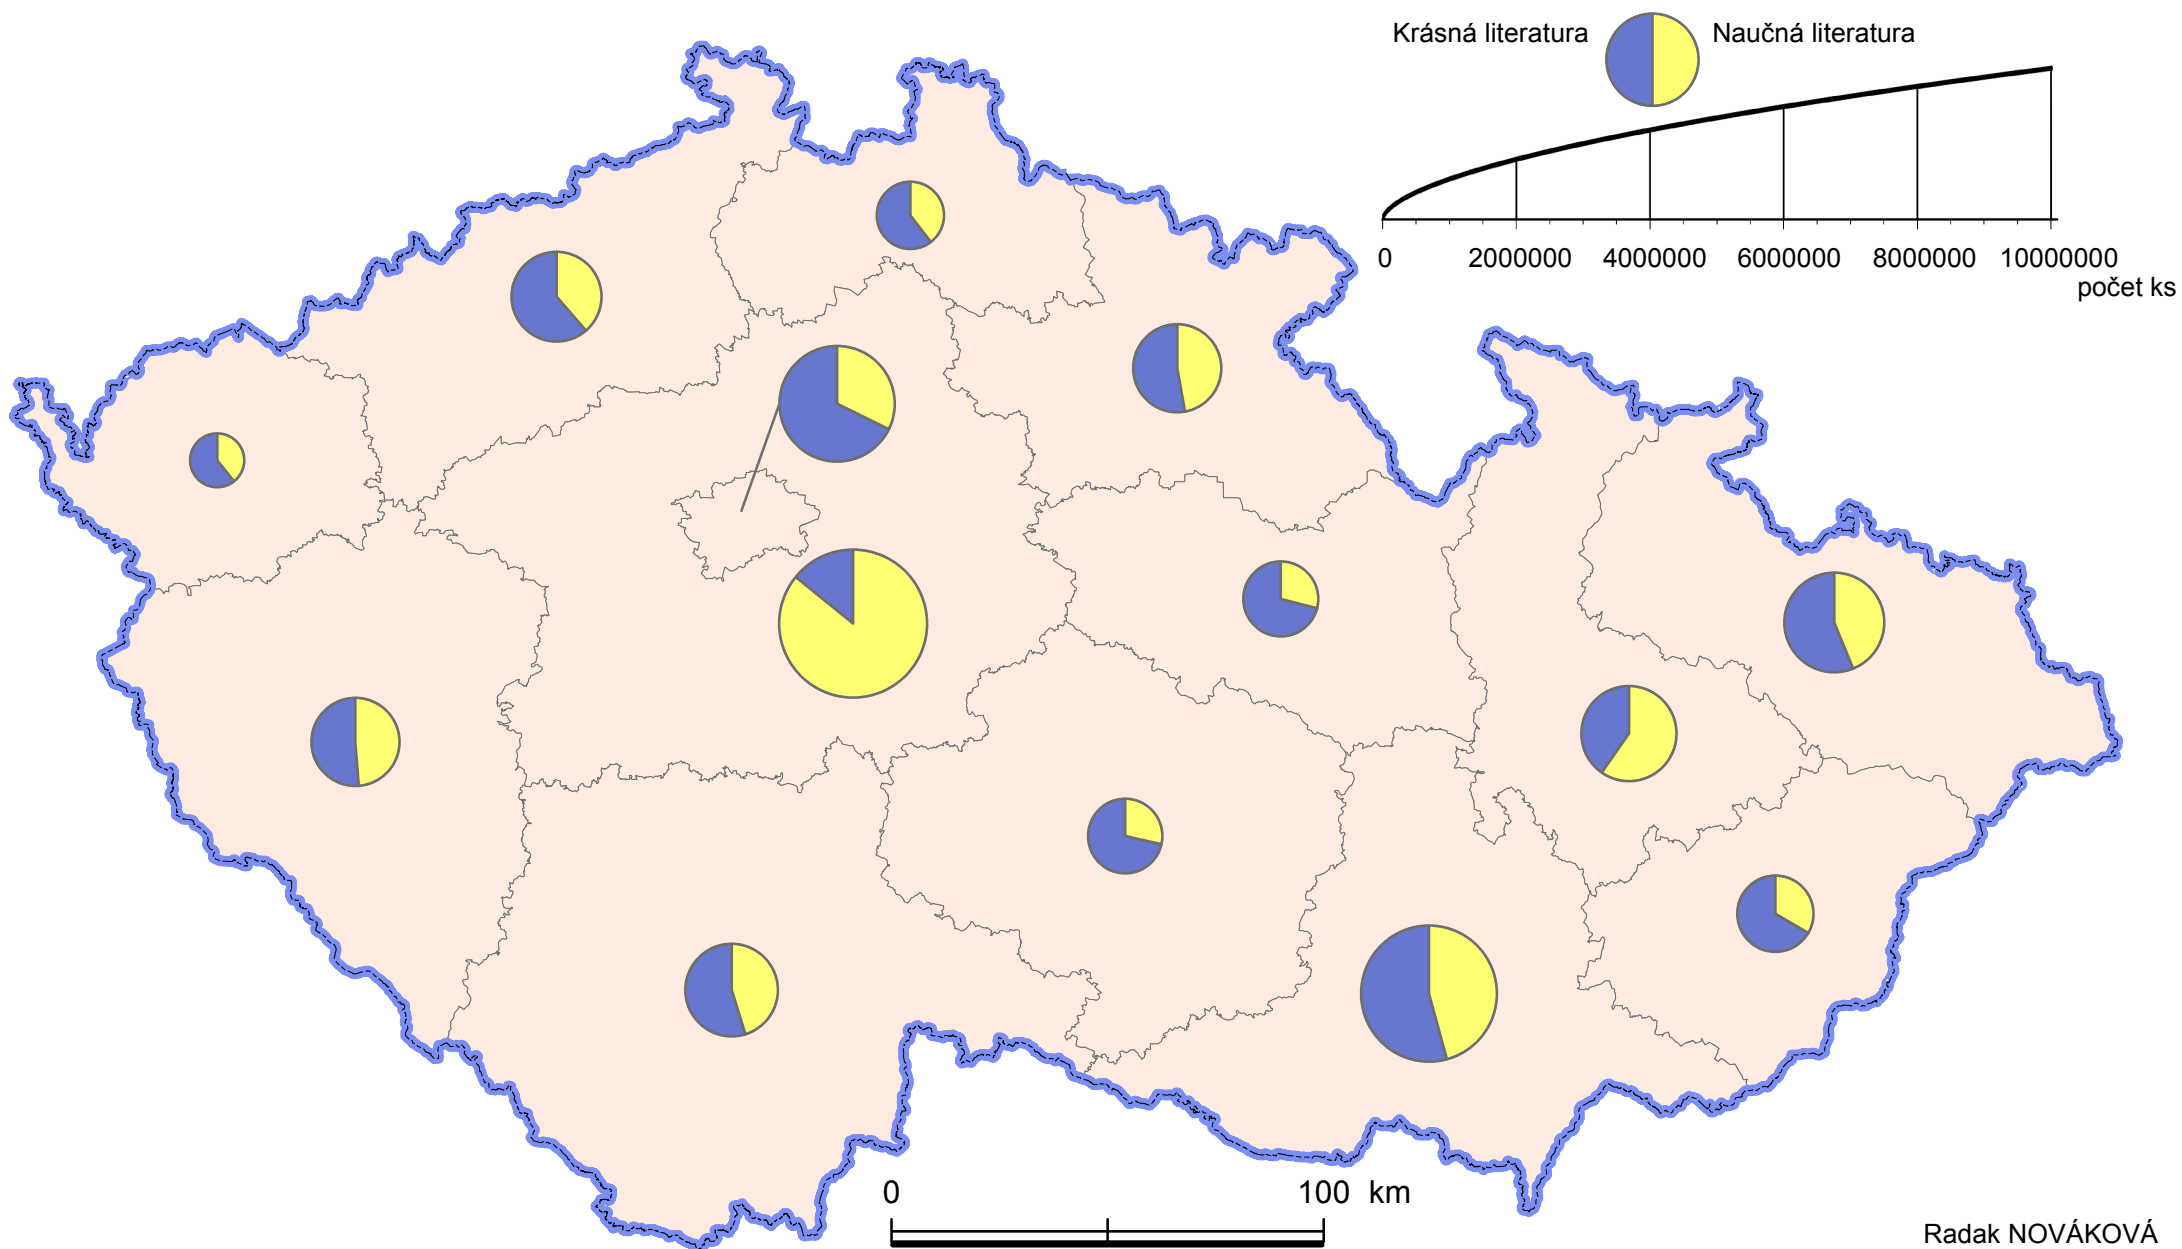 Krásná literatura
Naučná literatura
0 2000000 4000000 6000000 8000000 10000000
počet ks
0 100 km
Radak NOVÁKOVÁ